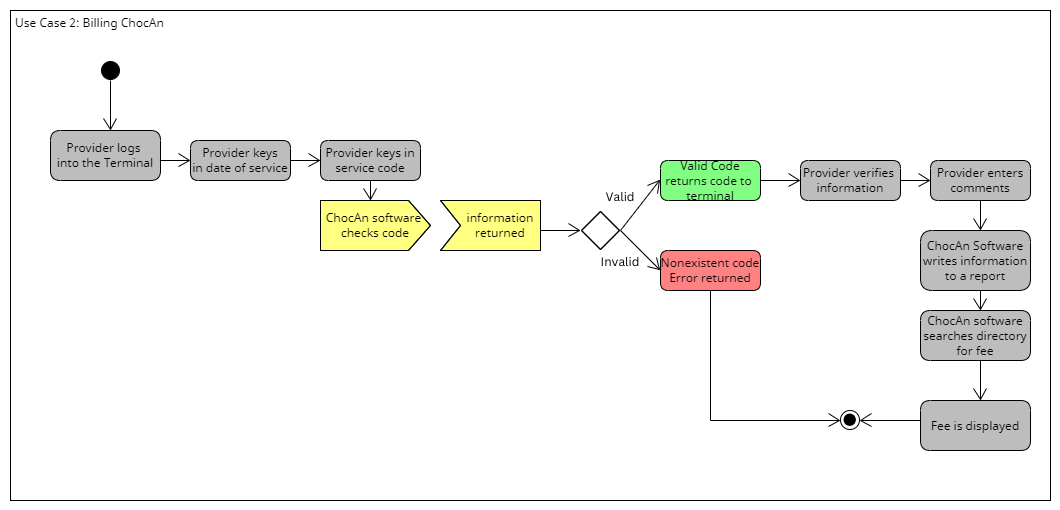 Use Case 2: Billing ChocAn
Provider logs
into the Terminal
Provider keys
in date of service
Provider keys in
service code
ChocAn software
checks code
information
returned
Valid
Invalid
Valid Code
returns code to
terminal
Nonexistent code
Error returned
Provider verifies
information
Provider enters
comments
ChocAn Software
writes information
to a report
ChocAn software
searches directory
for fee
Fee is displayed